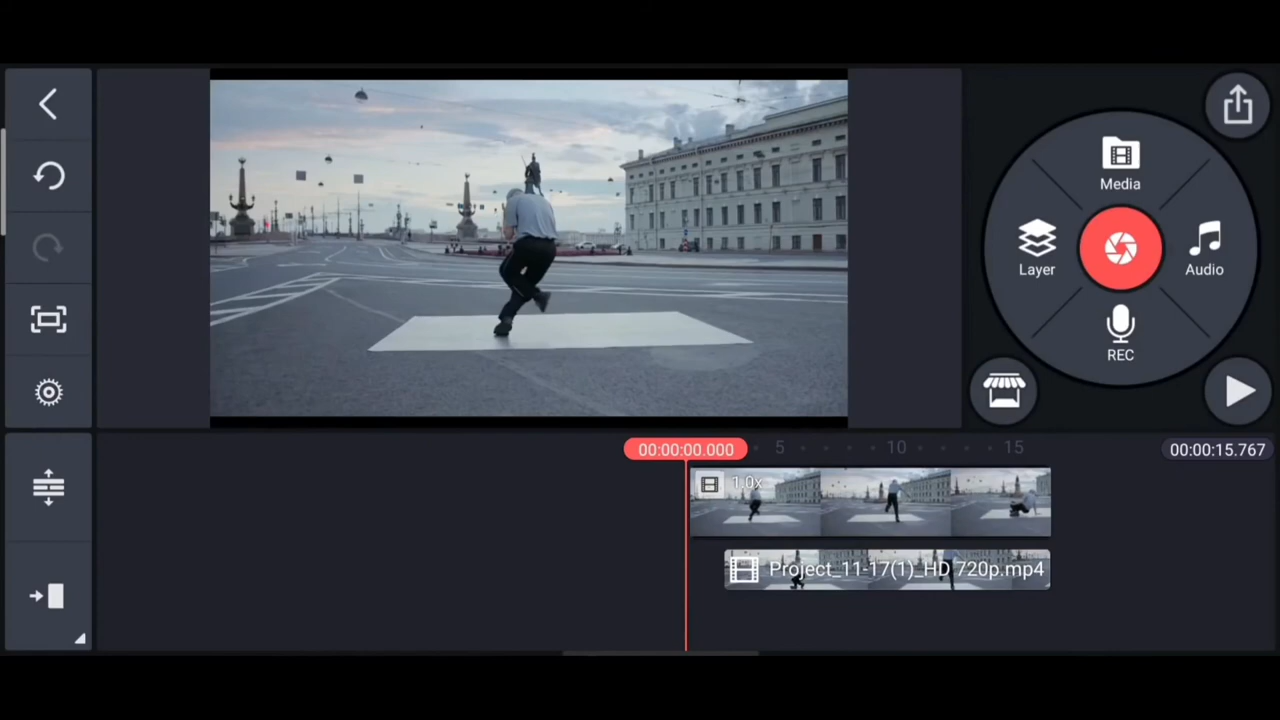 Media
Layer
Audio
REC
00:00:00.000
5
10
15
00:00:15.767
1.0x
Project_11-17(1)_HD 720p.mp4